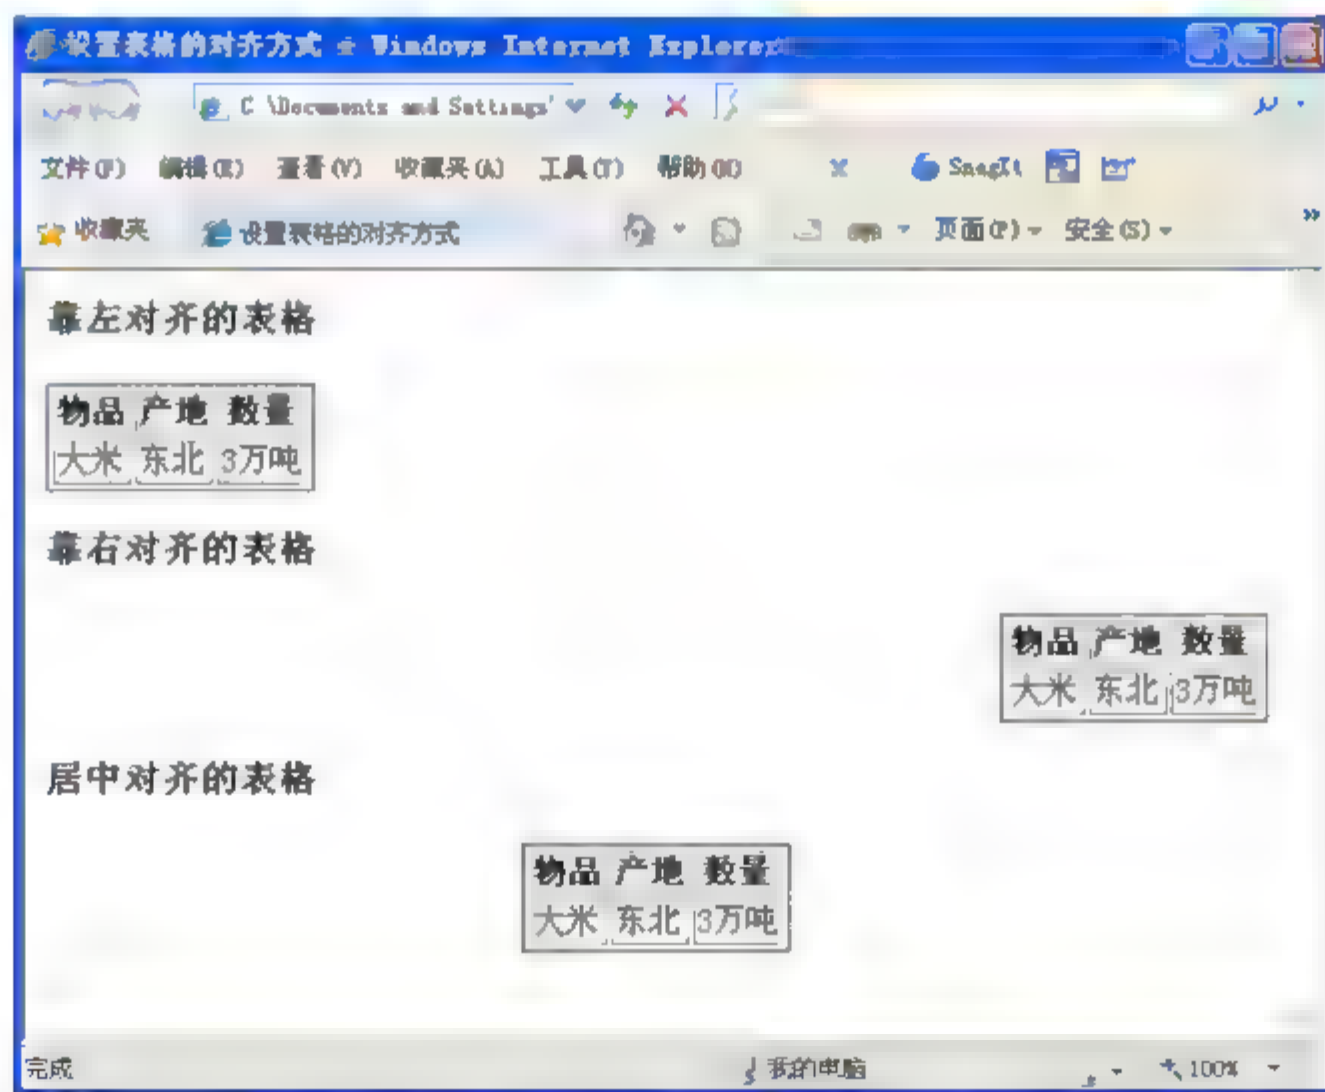 设置表格的对齐方式 - Windows Internet Explorer
C:\Documents and Settings\
文件(F) 编辑(E) 查看(V) 收藏夹(A) 工具(T) 帮助(H) x SnagIt
收藏夹 设置表格的对齐方式 页面(P) 安全(S) »
靠左对齐的表格
物品 产地 数量
大米 东北 3万吨
靠右对齐的表格
物品 产地 数量
大米 东北 3万吨
居中对齐的表格
物品 产地 数量
大米 东北 3万吨
完成 我的电脑 100%